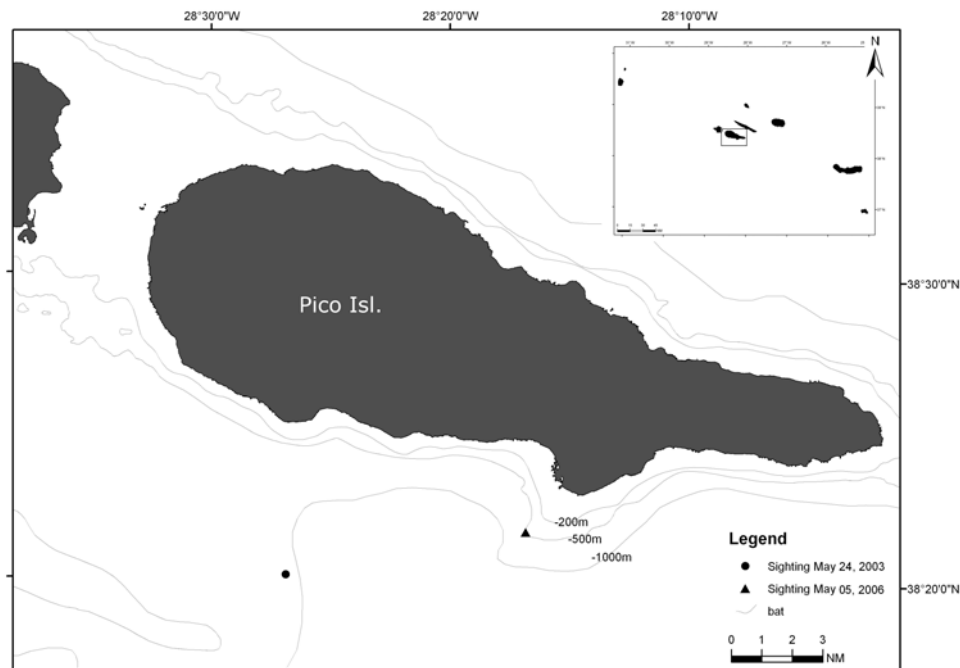 28°30'0"W 28°20'0"W 28°10'0"W
N
Pico Isl.
38°30'0"N
-200m
-500m
-1000m
Legend
Sighting May 24, 2003
Sighting May 05, 2006
bat
38°20'0"N
0 1 2 3
NM